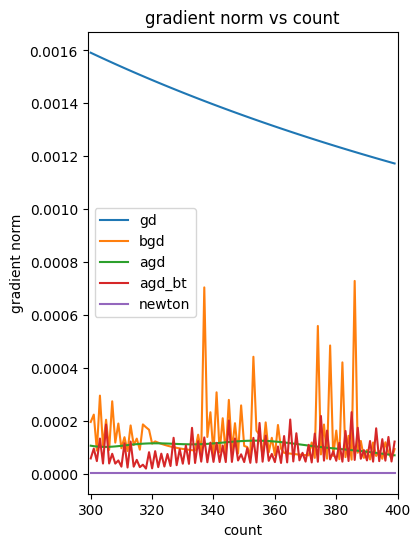 gradient norm vs count
0.0016
0.0014
0.0012
0.0010
0.0008
0.0006
0.0004
0.0002
0.0000
gradient norm
gd
bgd
agd
agd_bt
newton
300
320
340
360
380
400
count